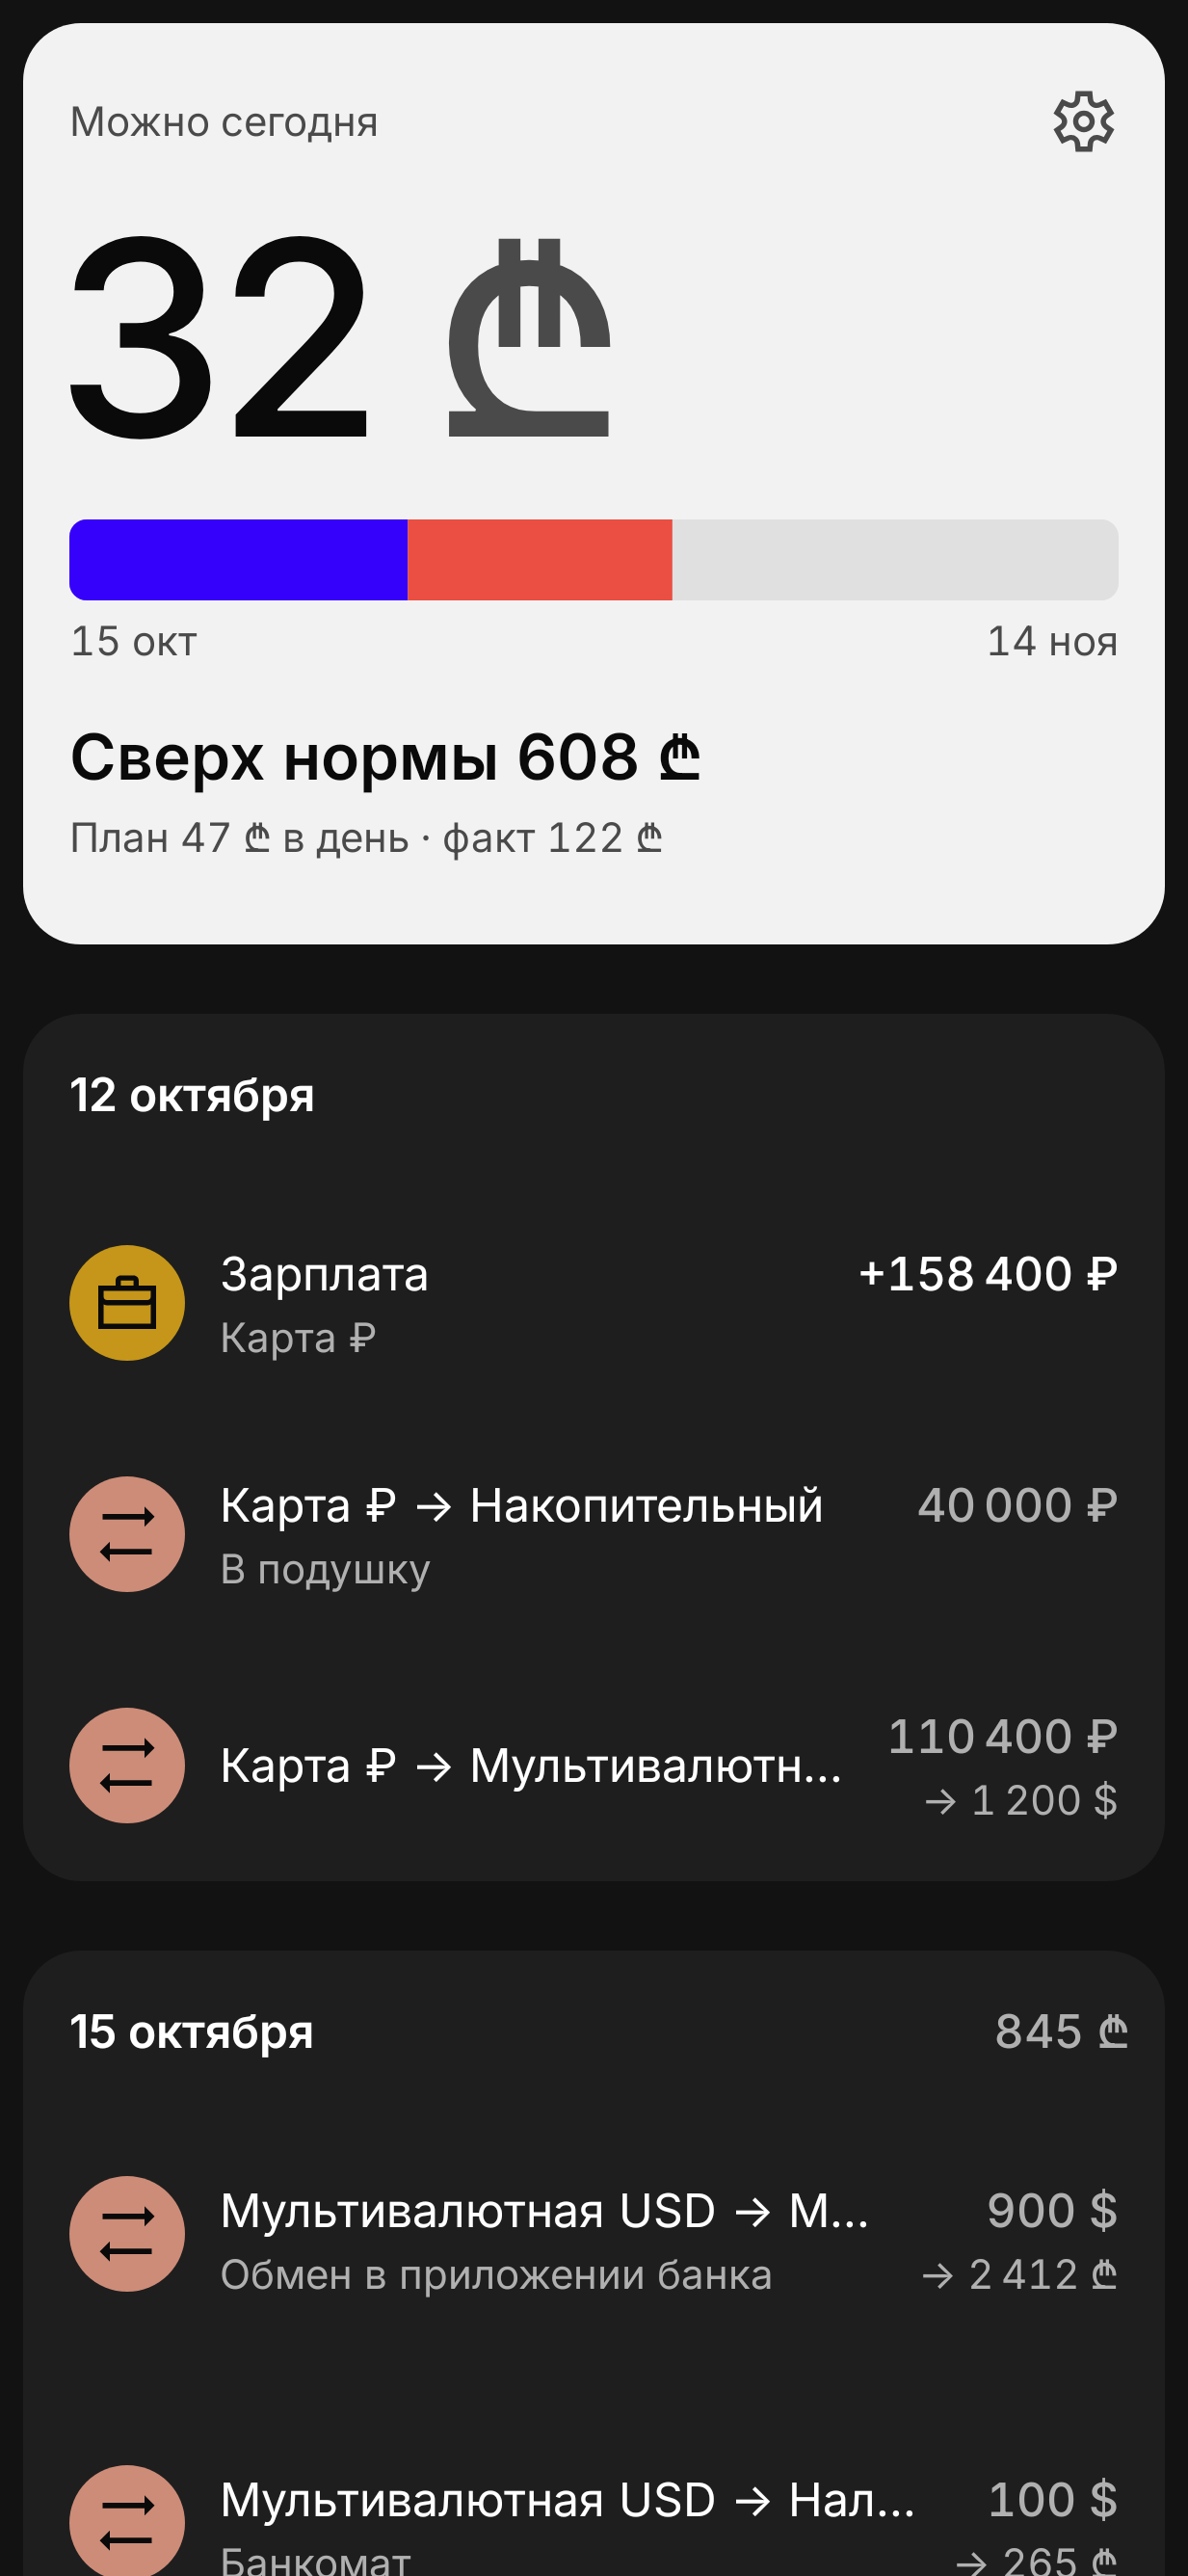 Можно сегодня
32 ₾
15 окт 14 ноя
Сверх нормы 608 ₾
План 47 ₾ в день · факт 122 ₾
12 октября
Зарплата +158 400 ₽
Карта ₽
Карта ₽ → Накопительный 40 000 ₽
В подушку
Карта ₽ → Мультивалютн... 110 400 ₽
→ 1 200 $
15 октября 845 ₾
Мультивалютная USD → М... 900 $
Обмен в приложении банка → 2 412 ₾
Мультивалютная USD → Нал... 100 $
Банкомат → 265 ₾